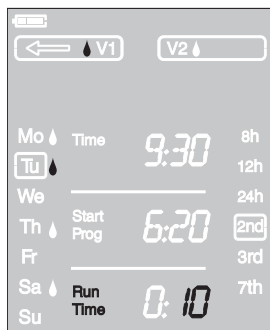 V1 V2
Mo Time 9:30 8h
Tu 12h
We 24h
Th Start Prog 6:20 2nd
Fr 3rd
Sa Run Time 0:10 7th
Su